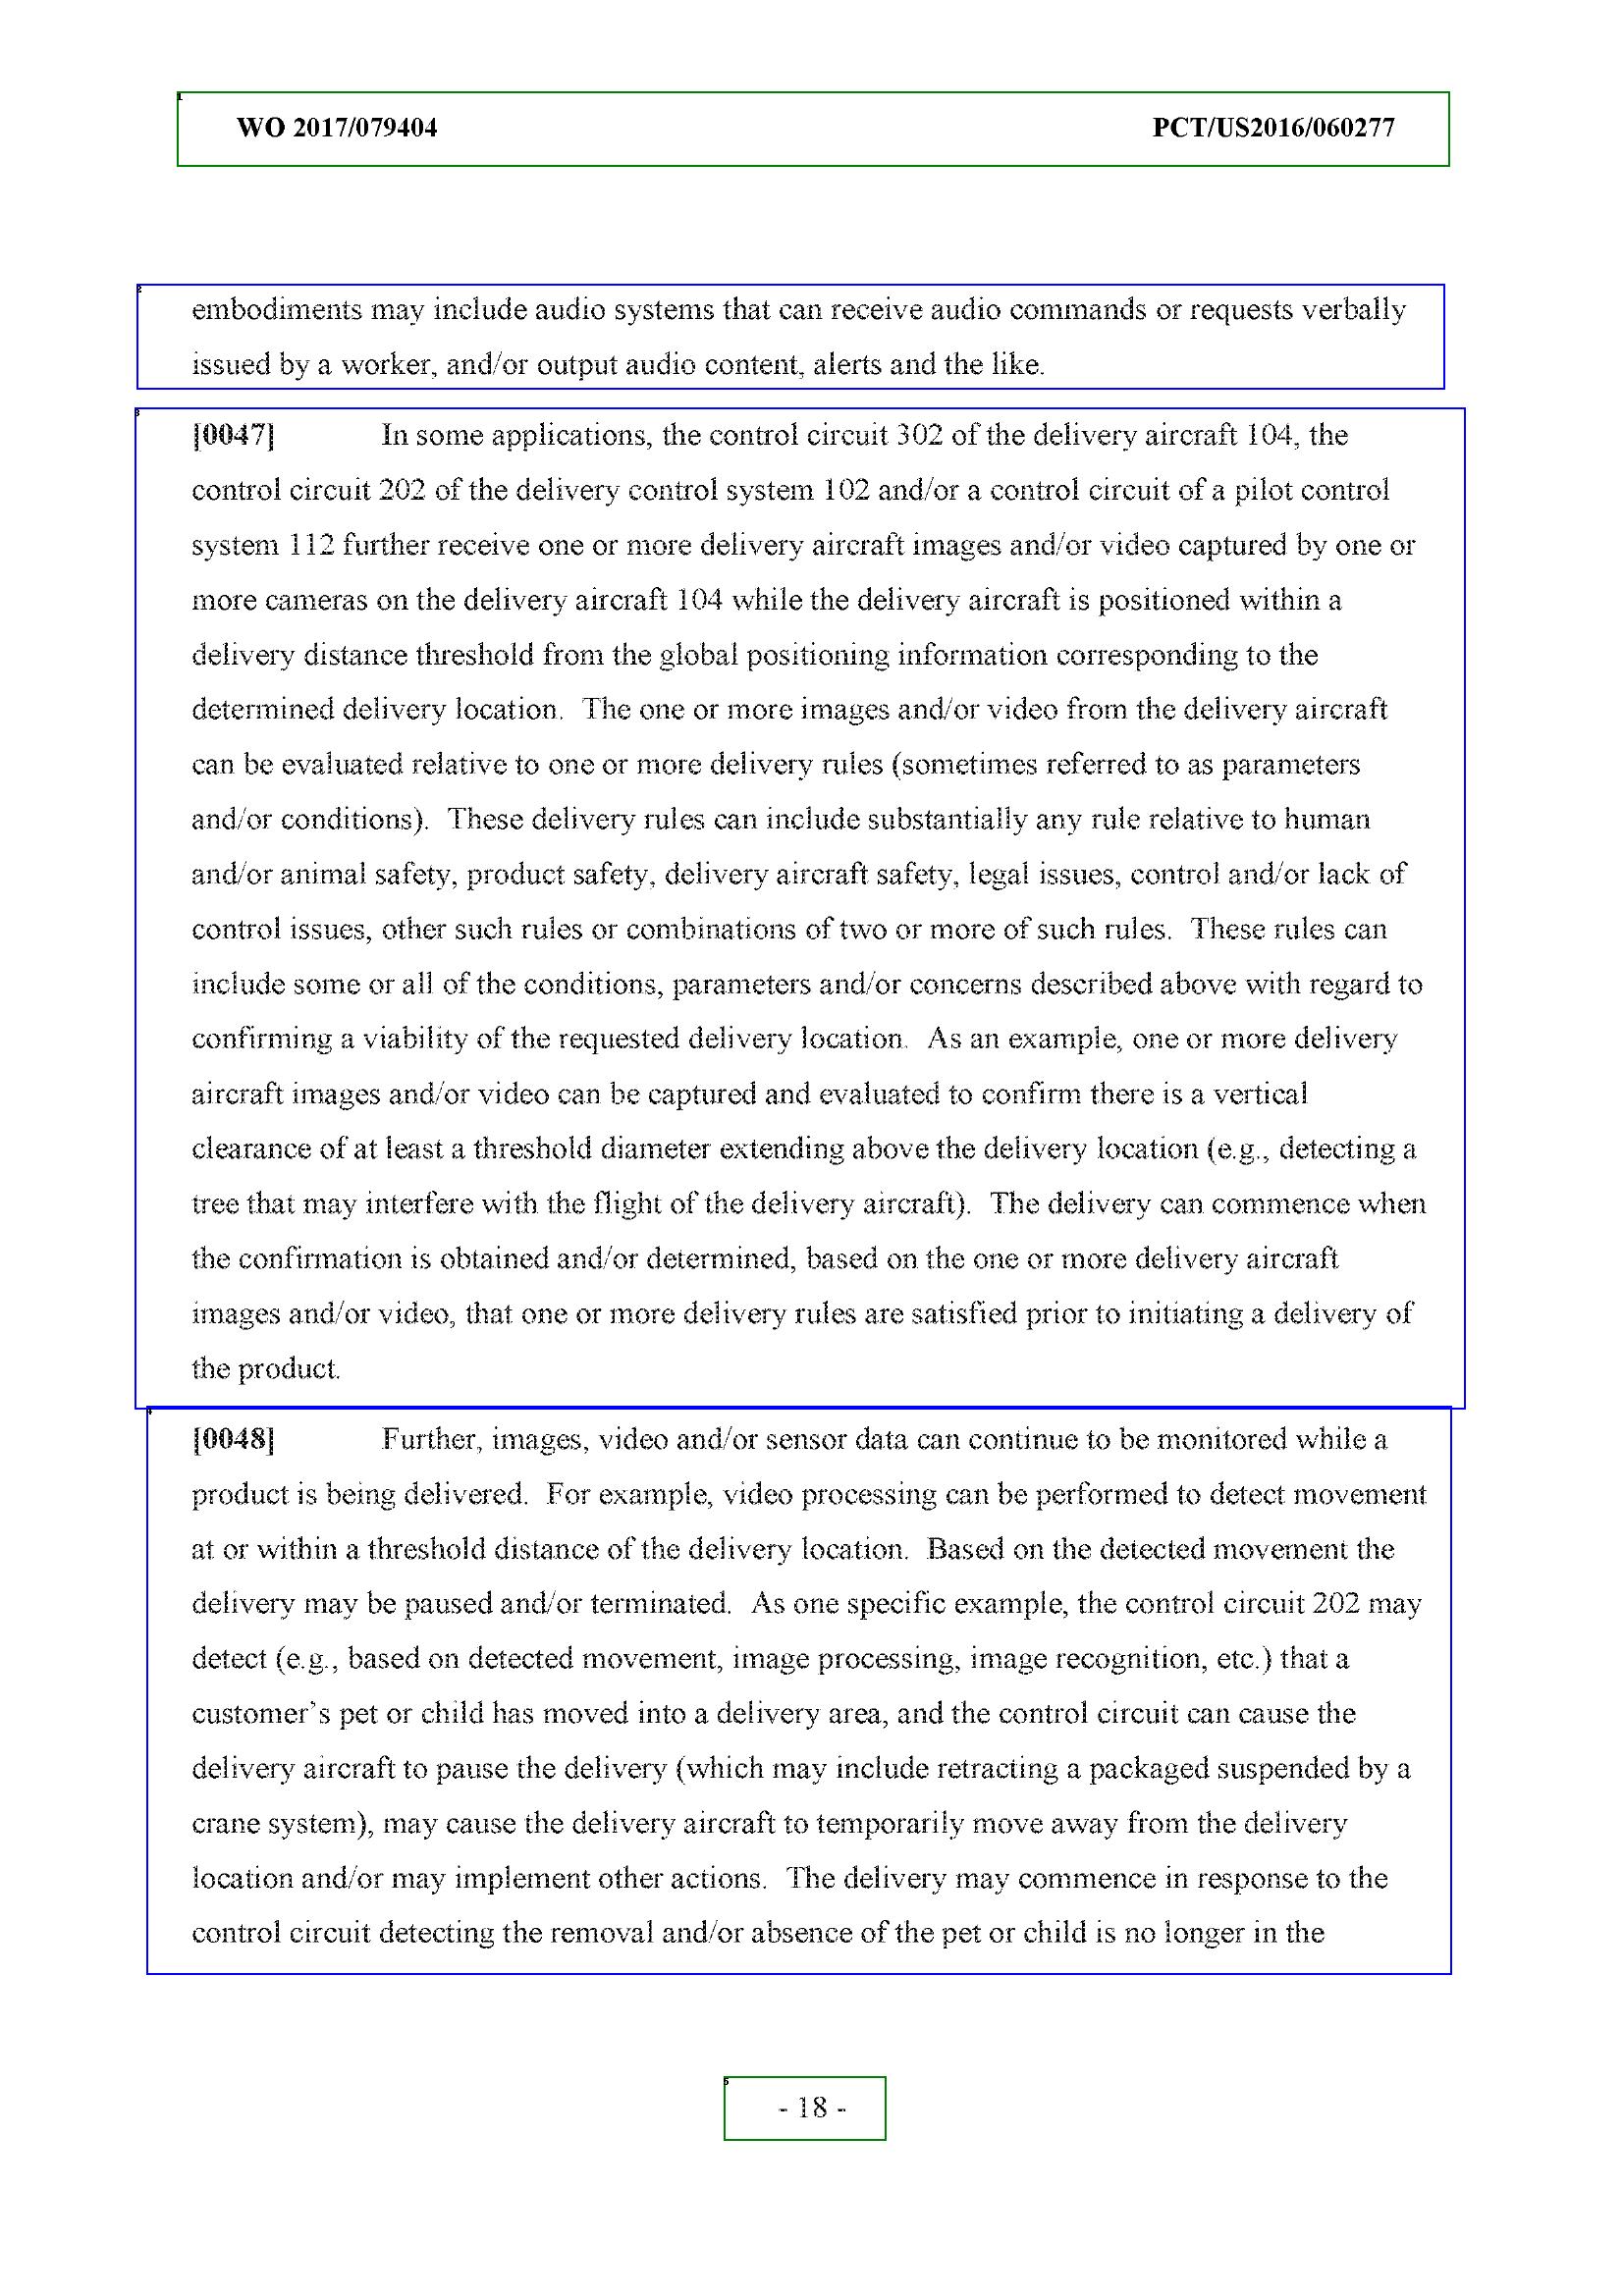 WO 2017/079404 PCT/US2016/060277
embodiments may include audio systems that can receive audio commands or requests verbally
issued by a worker, and/or output audio content, alerts and the like.
[0047] In some applications, the control circuit 302 of the delivery aircraft 104, the
control circuit 202 of the delivery control system 102 and/or a control circuit of a pilot control
system 112 further receive one or more delivery aircraft images and/or video captured by one or
more cameras on the delivery aircraft 104 while the delivery aircraft is positioned within a
delivery distance threshold from the global positioning information corresponding to the
determined delivery location. The one or more images and/or video from the delivery aircraft
can be evaluated relative to one or more delivery rules (sometimes referred to as parameters
and/or conditions). These delivery rules can include substantially any rule relative to human
and/or animal safety, product safety, delivery aircraft safety, legal issues, control and/or lack of
control issues, other such rules or combinations of two or more of such rules. These rules can
include some or all of the conditions, parameters and/or concerns described above with regard to
confirming a viability of the requested delivery location. As an example, one or more delivery
aircraft images and/or video can be captured and evaluated to confirm there is a vertical
clearance of at least a threshold diameter extending above the delivery location (e.g., detecting a
tree that may interfere with the flight of the delivery aircraft). The delivery can commence when
the confirmation is obtained and/or determined, based on the one or more delivery aircraft
images and/or video, that one or more delivery rules are satisfied prior to initiating a delivery of
the product.
[0048] Further, images, video and/or sensor data can continue to be monitored while a
product is being delivered. For example, video processing can be performed to detect movement
at or within a threshold distance of the delivery location. Based on the detected movement the
delivery may be paused and/or terminated. As one specific example, the control circuit 202 may
detect (e.g., based on detected movement, image processing, image recognition, etc.) that a
customer's pet or child has moved into a delivery area, and the control circuit can cause the
delivery aircraft to pause the delivery (which may include retracting a packaged suspended by a
crane system), may cause the delivery aircraft to temporarily move away from the delivery
location and/or may implement other actions. The delivery may commence in response to the
control circuit detecting the removal and/or absence of the pet or child is no longer in the
- 18 -